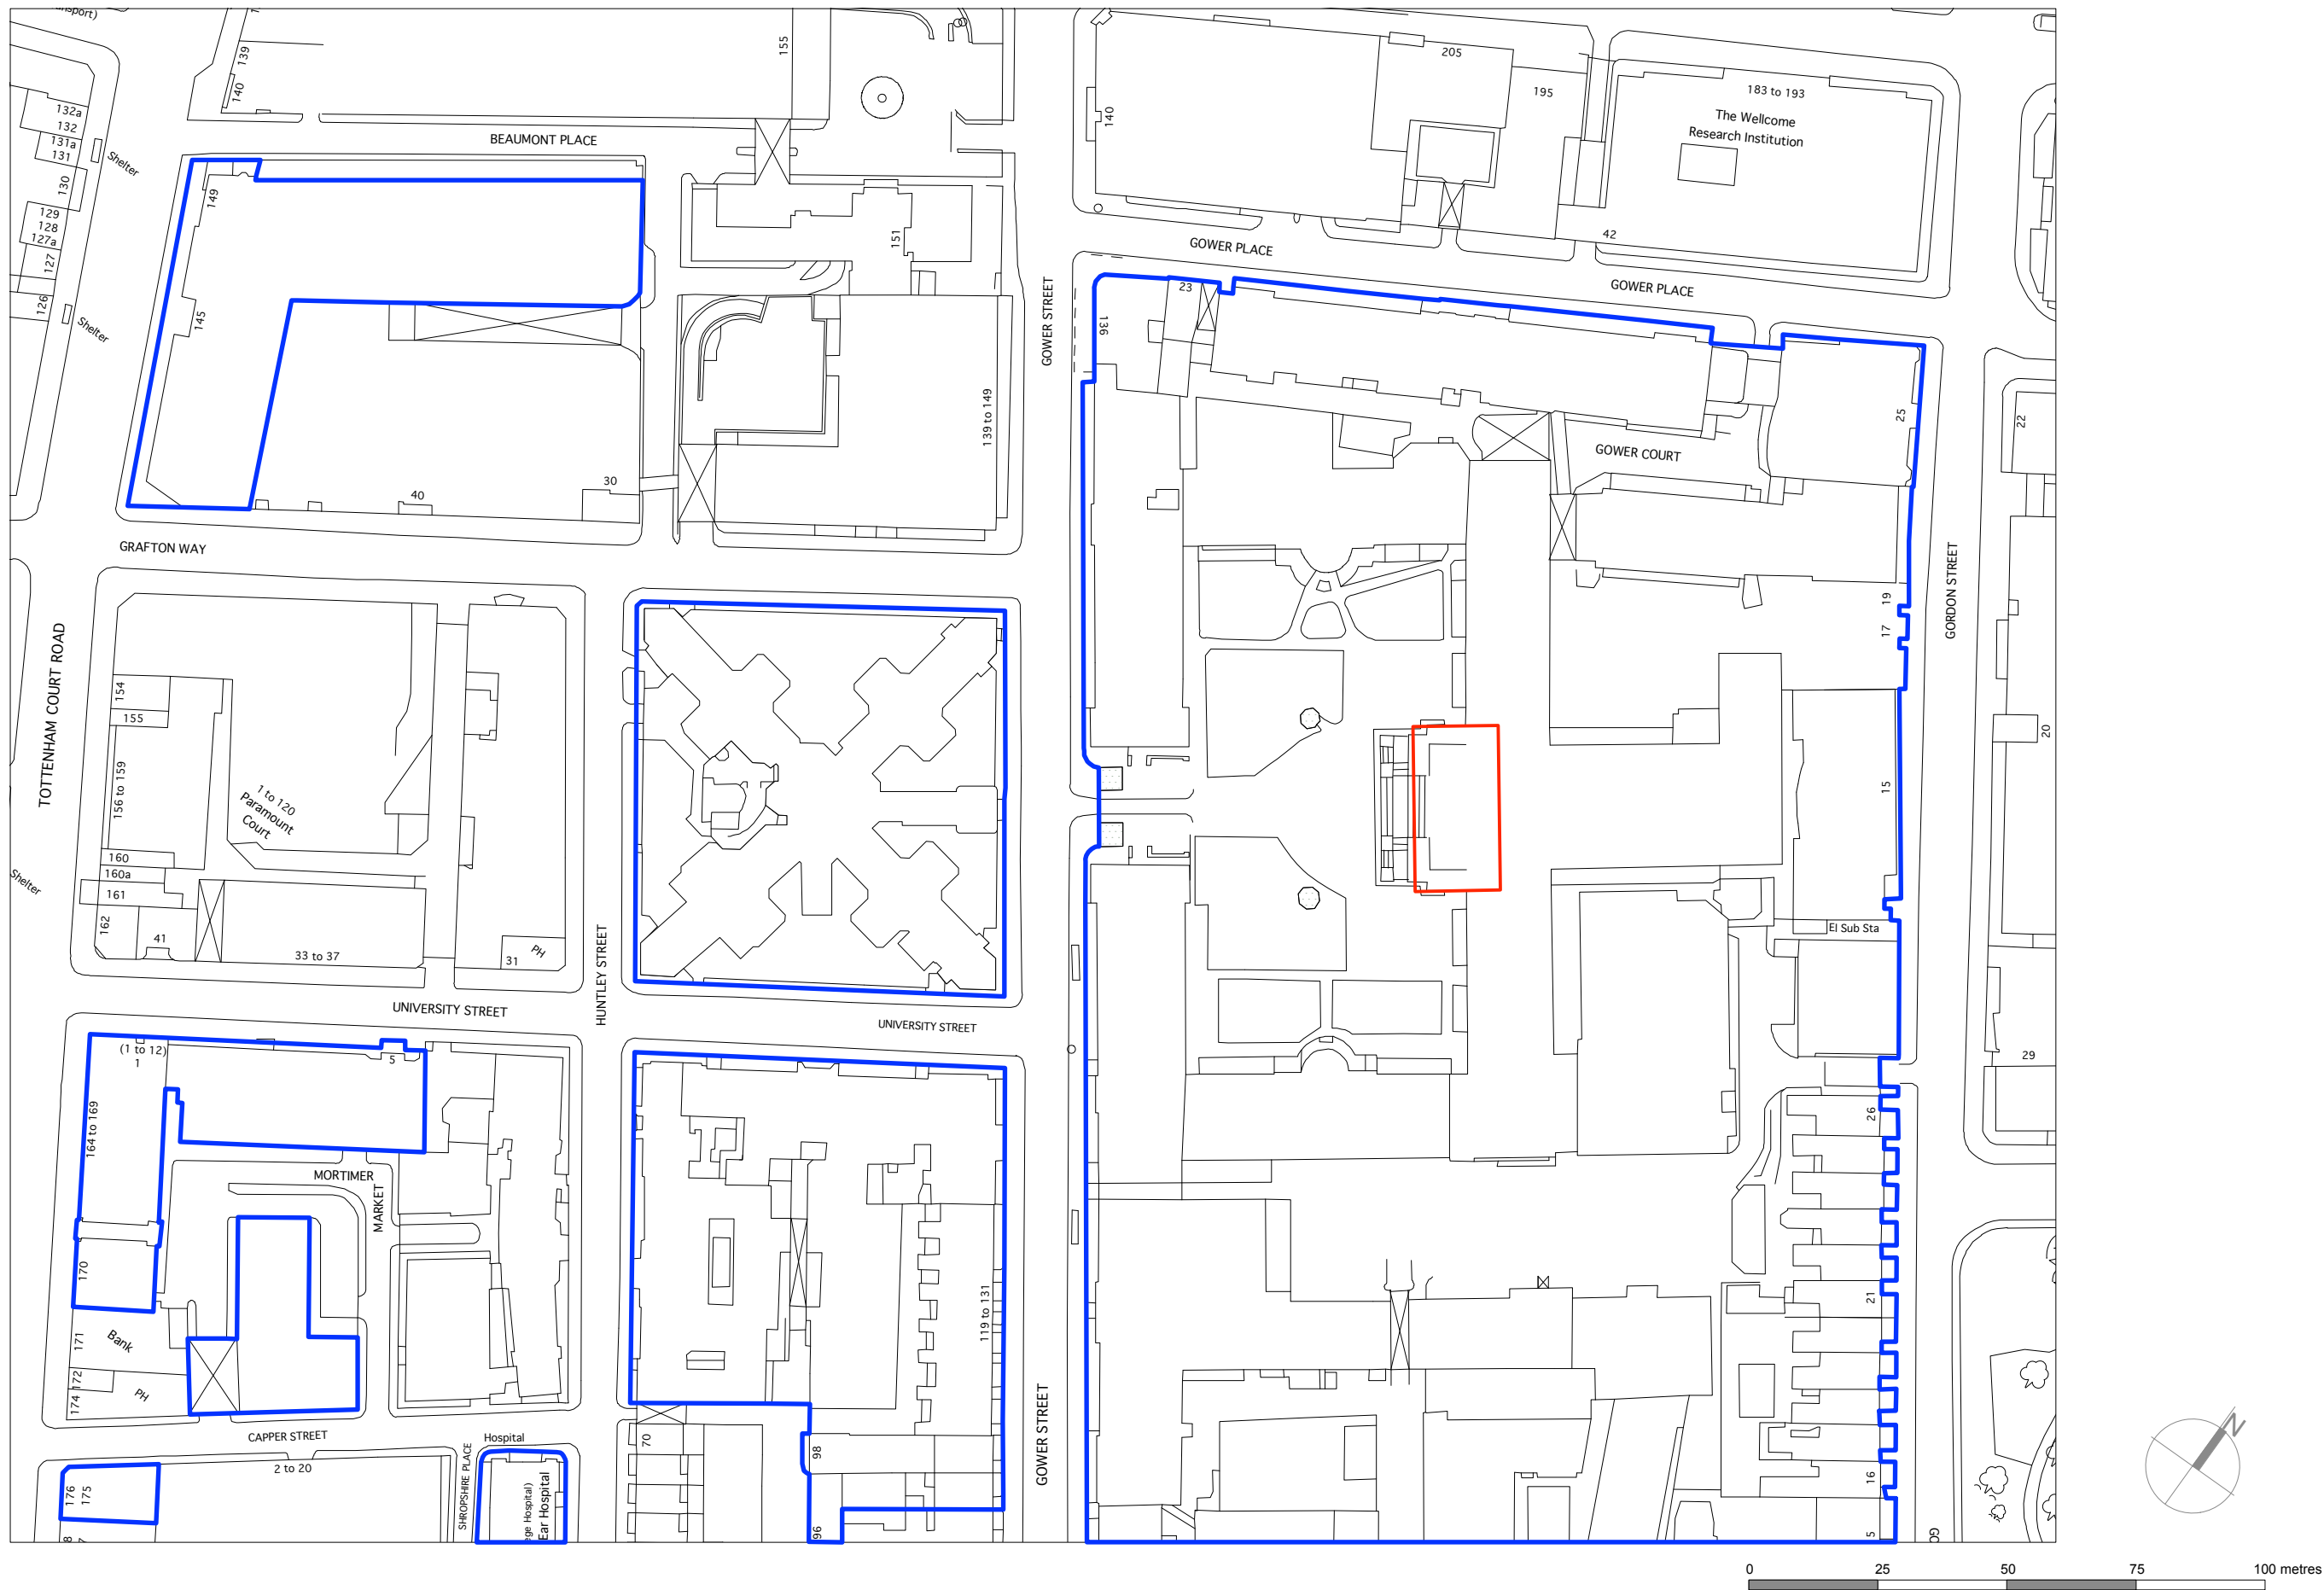 139
140
155
132a
132
131a
131
130
129
128
127a
127
126
Shelter
Shelter
BEAUMONT PLACE
149
145
151
139 to 149
40
30
GRAFTON WAY
205
195
140
183 to 193
The Wellcome
Research Institution
42
GOWER PLACE
GOWER PLACE
GOWER STREET
23
136
25
22
GOWER COURT
GORDON STREET
19
17
20
15
El Sub Sta
29
TOTTENHAM COURT ROAD
154
155
156 to 159
1 to 120
Paramount
Court
160
160a
161
162
41
33 to 37
31
PH
Shelter
HUNTLEY STREET
UNIVERSITY STREET
UNIVERSITY STREET
(1 to 12)
1
5
164 to 169
MORTIMER
MARKET
170
171
Bank
172
174
PH
CAPPER STREET
2 to 20
176
175
SHROPSHIRE PLACE
Hospital
ege Hospital)
Ear Hospital
70
98
96
119 to 131
GOWER STREET
26
21
16
5
N
0 25 50 75 100 metres